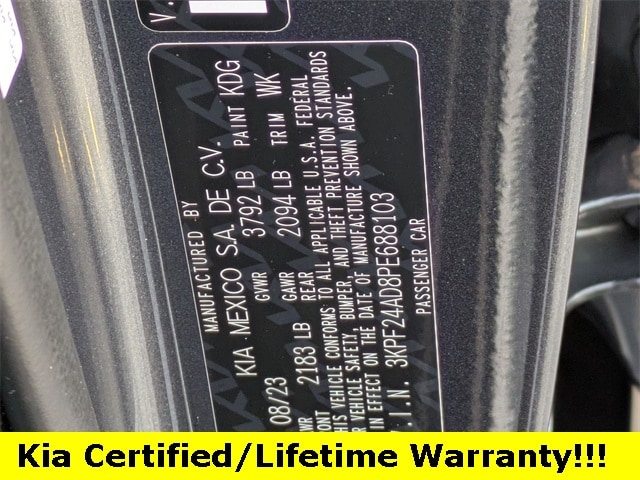 MANUFACTURED BY
KIA MEXICO S.A. DE C.V.
08/23 GVWR 3792 LB PAINT KDG
GAWR TRIM WK
2183 LB REAR 2094 LB
THIS VEHICLE CONFORMS TO ALL APPLICABLE U.S.A. FEDERAL
VEHICLE SAFETY, BUMPER, AND THEFT PREVENTION STANDARDS
IN EFFECT ON THE DATE OF MANUFACTURE SHOWN ABOVE.
V.I.N. 3KPF24AD8PE688103
PASSENGER CAR
Kia Certified/Lifetime Warranty!!!